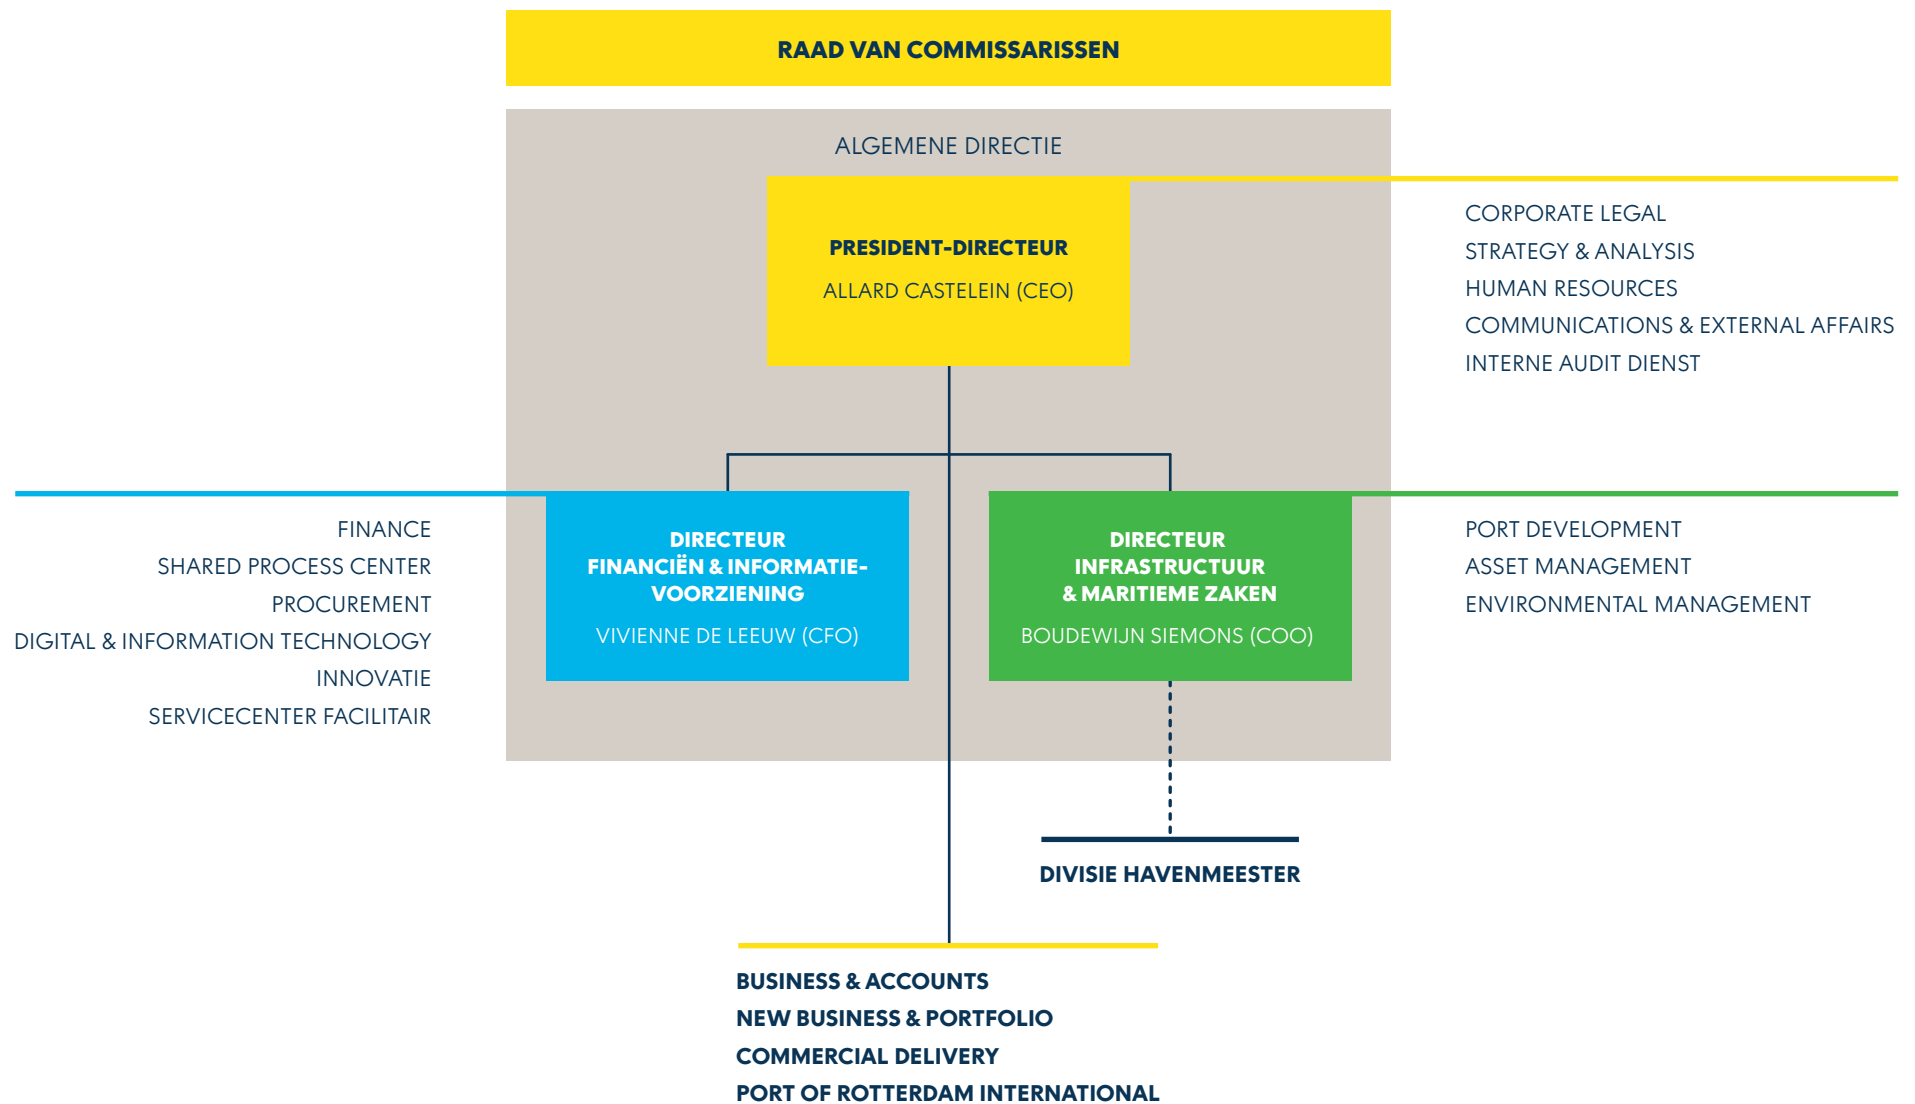 RAAD VAN COMMISSARISSEN
ALGEMENE DIRECTIE
PRESIDENT-DIRECTEUR
ALLARD CASTELEIN (CEO)
CORPORATE LEGAL
STRATEGY & ANALYSIS
HUMAN RESOURCES
COMMUNICATIONS & EXTERNAL AFFAIRS
INTERNE AUDIT DIENST
FINANCE
SHARED PROCESS CENTER
PROCUREMENT
DIGITAL & INFORMATION TECHNOLOGY
INNOVATIE
SERVICECENTER FACILITAIR
DIRECTEUR
FINANCIËN & INFORMATIE-
VOORZIENING
VIVIENNE DE LEEUW (CFO)
DIRECTEUR
INFRASTRUCTUUR
& MARITIEME ZAKEN
BOUDEWIJN SIEMONS (COO)
PORT DEVELOPMENT
ASSET MANAGEMENT
ENVIRONMENTAL MANAGEMENT
DIVISIE HAVENMEESTER
BUSINESS & ACCOUNTS
NEW BUSINESS & PORTFOLIO
COMMERCIAL DELIVERY
PORT OF ROTTERDAM INTERNATIONAL